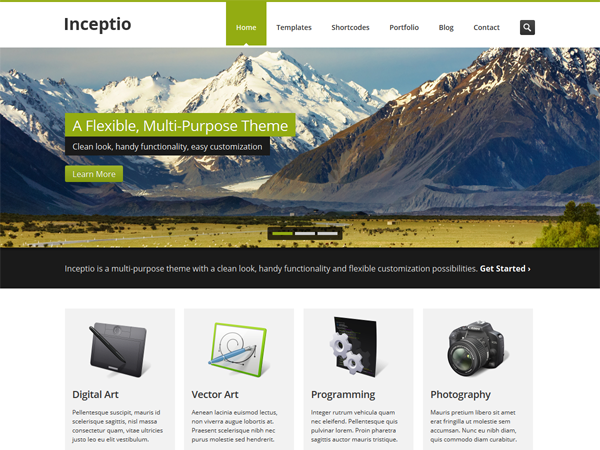 Inceptio
Home Templates Shortcodes Portfolio Blog Contact
A Flexible, Multi-Purpose Theme
Clean look, handy functionality, easy customization
Learn More
Inceptio is a multi-purpose theme with a clean look, handy functionality and flexible customization possibilities. Get Started ›
Digital Art
Pellentesque suscipit, mauris id
scelerisque sagittis, nisl massa
consectetur quam, vitae ultricies
justo leo eu elit vestibulum.
Vector Art
Aenean lacinia euismod lectus,
non viverra augue lobortis at.
Praesent scelerisque nibh nec
purus molestie sed hendrerit.
Programming
Integer rutrum vehicula quam
nec eleifend. Pellentesque quis
pulvinar lorem. Proin pharetra
sagittis auctor mauris tristique.
Photography
Mauris pretium libero sit amet
erat fringilla ut molestie sem
accumsan. Nunc eu nibh diam,
quis commodo diam curabitur.